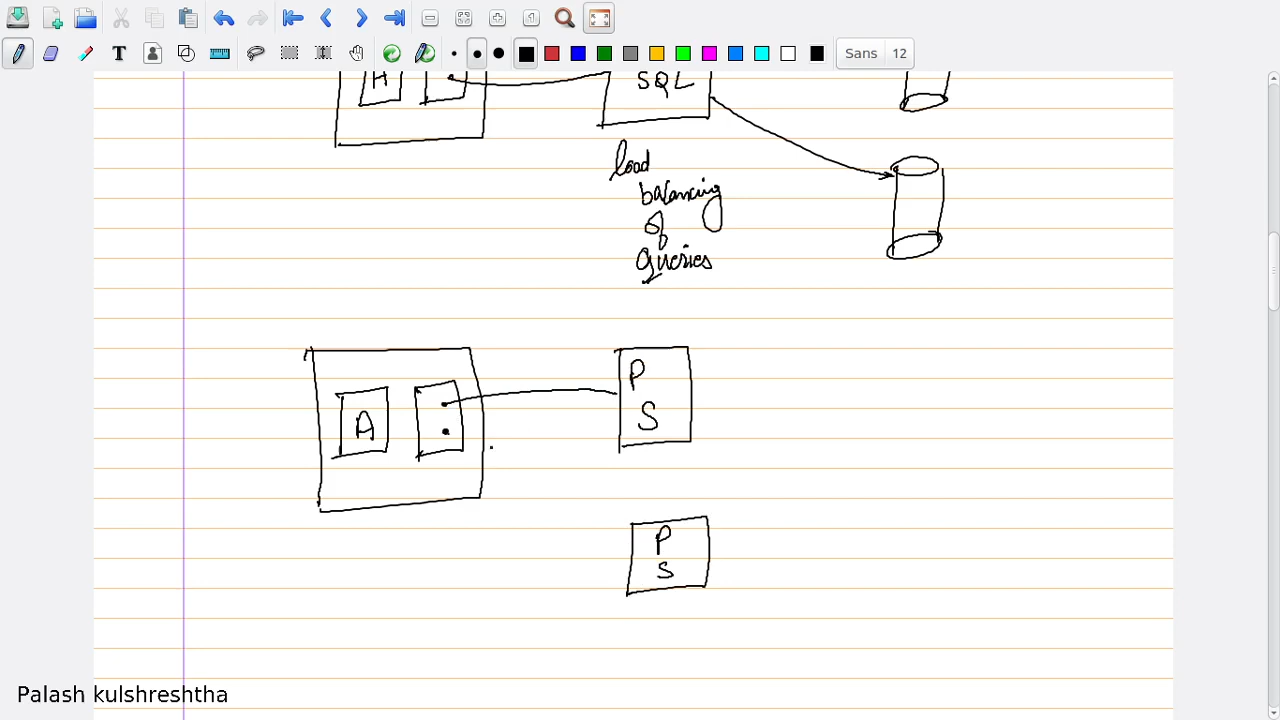 Sans 12
A
SQL
load
balancing
of
queries
P
A
S
P
S
Palash kulshreshtha